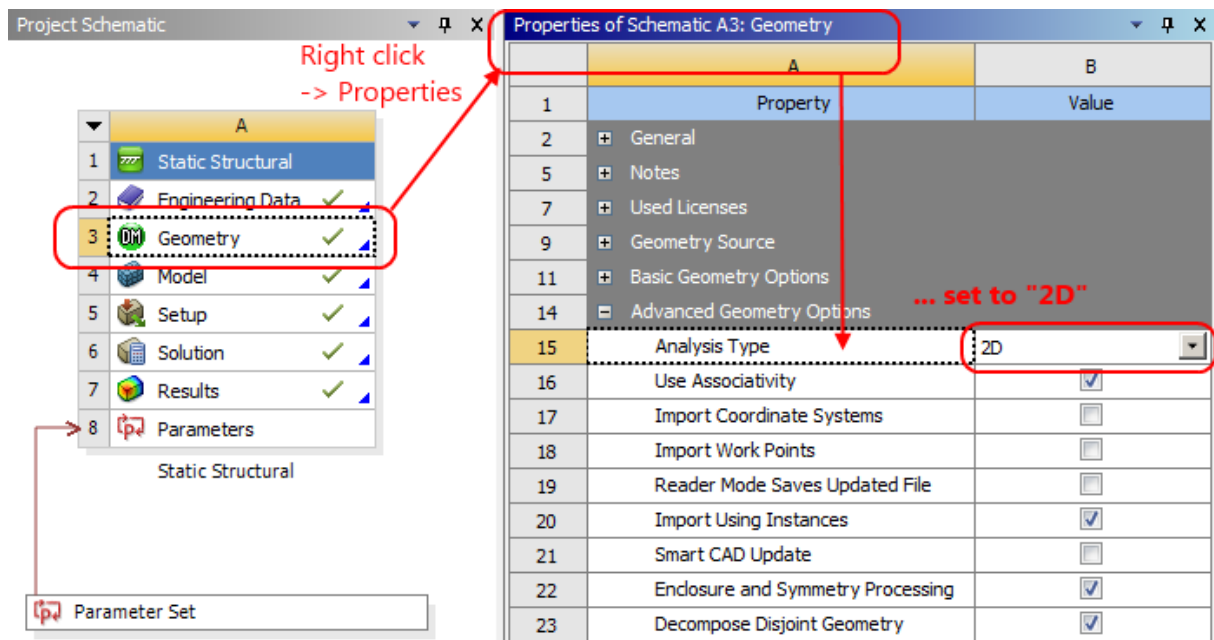 Project Schematic
Right click
-> Properties
A
1 Static Structural
2 Engineering Data
3 DM Geometry
4 Model
5 Setup
6 Solution
7 Results
8 Parameters
Static Structural
Parameter Set
Properties of Schematic A3: Geometry
A B
1 Property Value
2 General
5 Notes
7 Used Licenses
9 Geometry Source
11 Basic Geometry Options
... set to "2D"
14 Advanced Geometry Options
15 Analysis Type 2D
16 Use Associativity
17 Import Coordinate Systems
18 Import Work Points
19 Reader Mode Saves Updated File
20 Import Using Instances
21 Smart CAD Update
22 Enclosure and Symmetry Processing
23 Decompose Disjoint Geometry